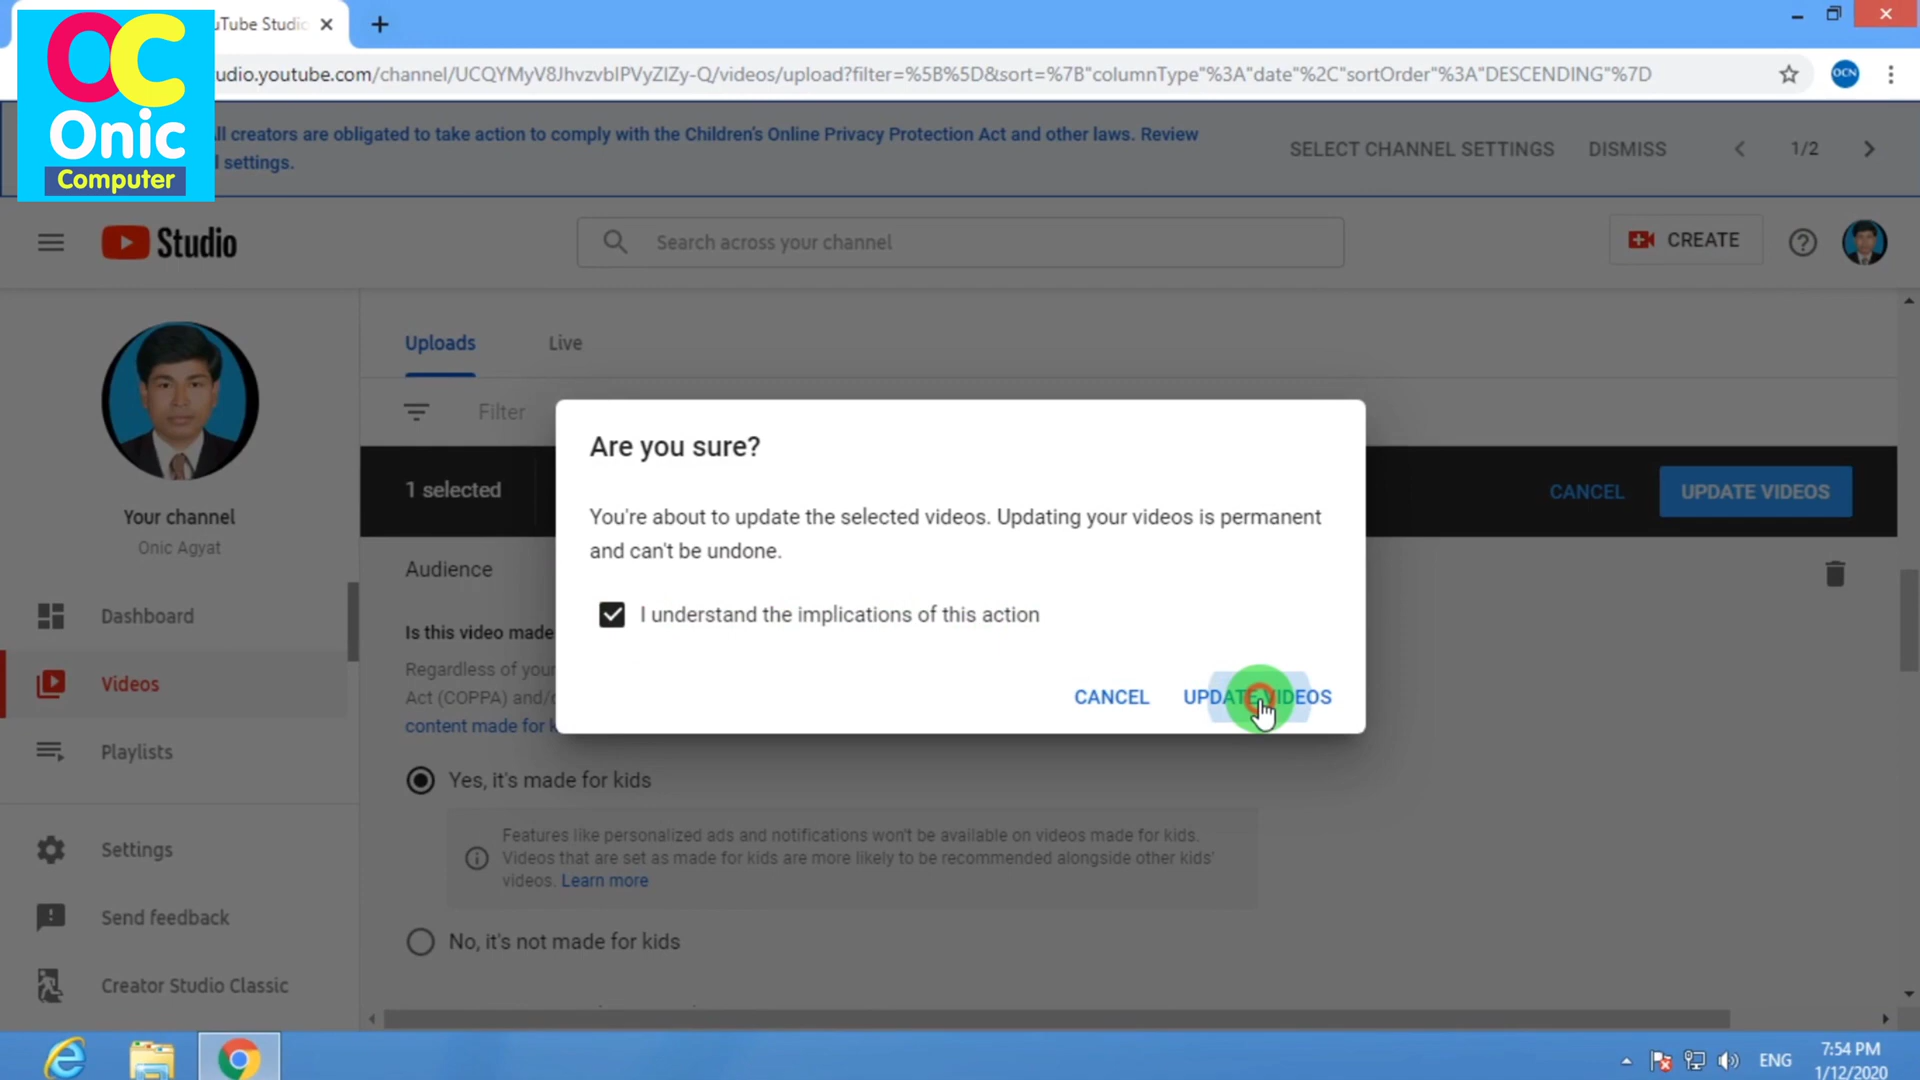 OC
Onic
Computer
uTube Studio
udio.youtube.com/channel/UCQYMyV8JhvzvbIPVyZIZy-Q/videos/upload?filter=%5B%5D&sort=%7B"columnType"%3A"date"%2C"sortOrder"%3A"DESCENDING"%7D
OCN
ll creators are obligated to take action to comply with the Children's Online Privacy Protection Act and other laws. Review
l settings.
SELECT CHANNEL SETTINGS
DISMISS
1/2
Studio
Search across your channel
CREATE
Uploads
Live
Filter
Are you sure?
You're about to update the selected videos. Updating your videos is permanent
and can't be undone.
I understand the implications of this action
CANCEL
UPDATE VIDEOS
1 selected
CANCEL
UPDATE VIDEOS
Your channel
Onic Agyat
Dashboard
Videos
Playlists
Settings
Send feedback
Creator Studio Classic
Audience
Is this video made
Regardless of your
Act (COPPA) and/o
content made for k
Yes, it's made for kids
Features like personalized ads and notifications won't be available on videos made for kids.
Videos that are set as made for kids are more likely to be recommended alongside other kids'
videos. Learn more
No, it's not made for kids
ENG
7:54 PM
1/12/2020